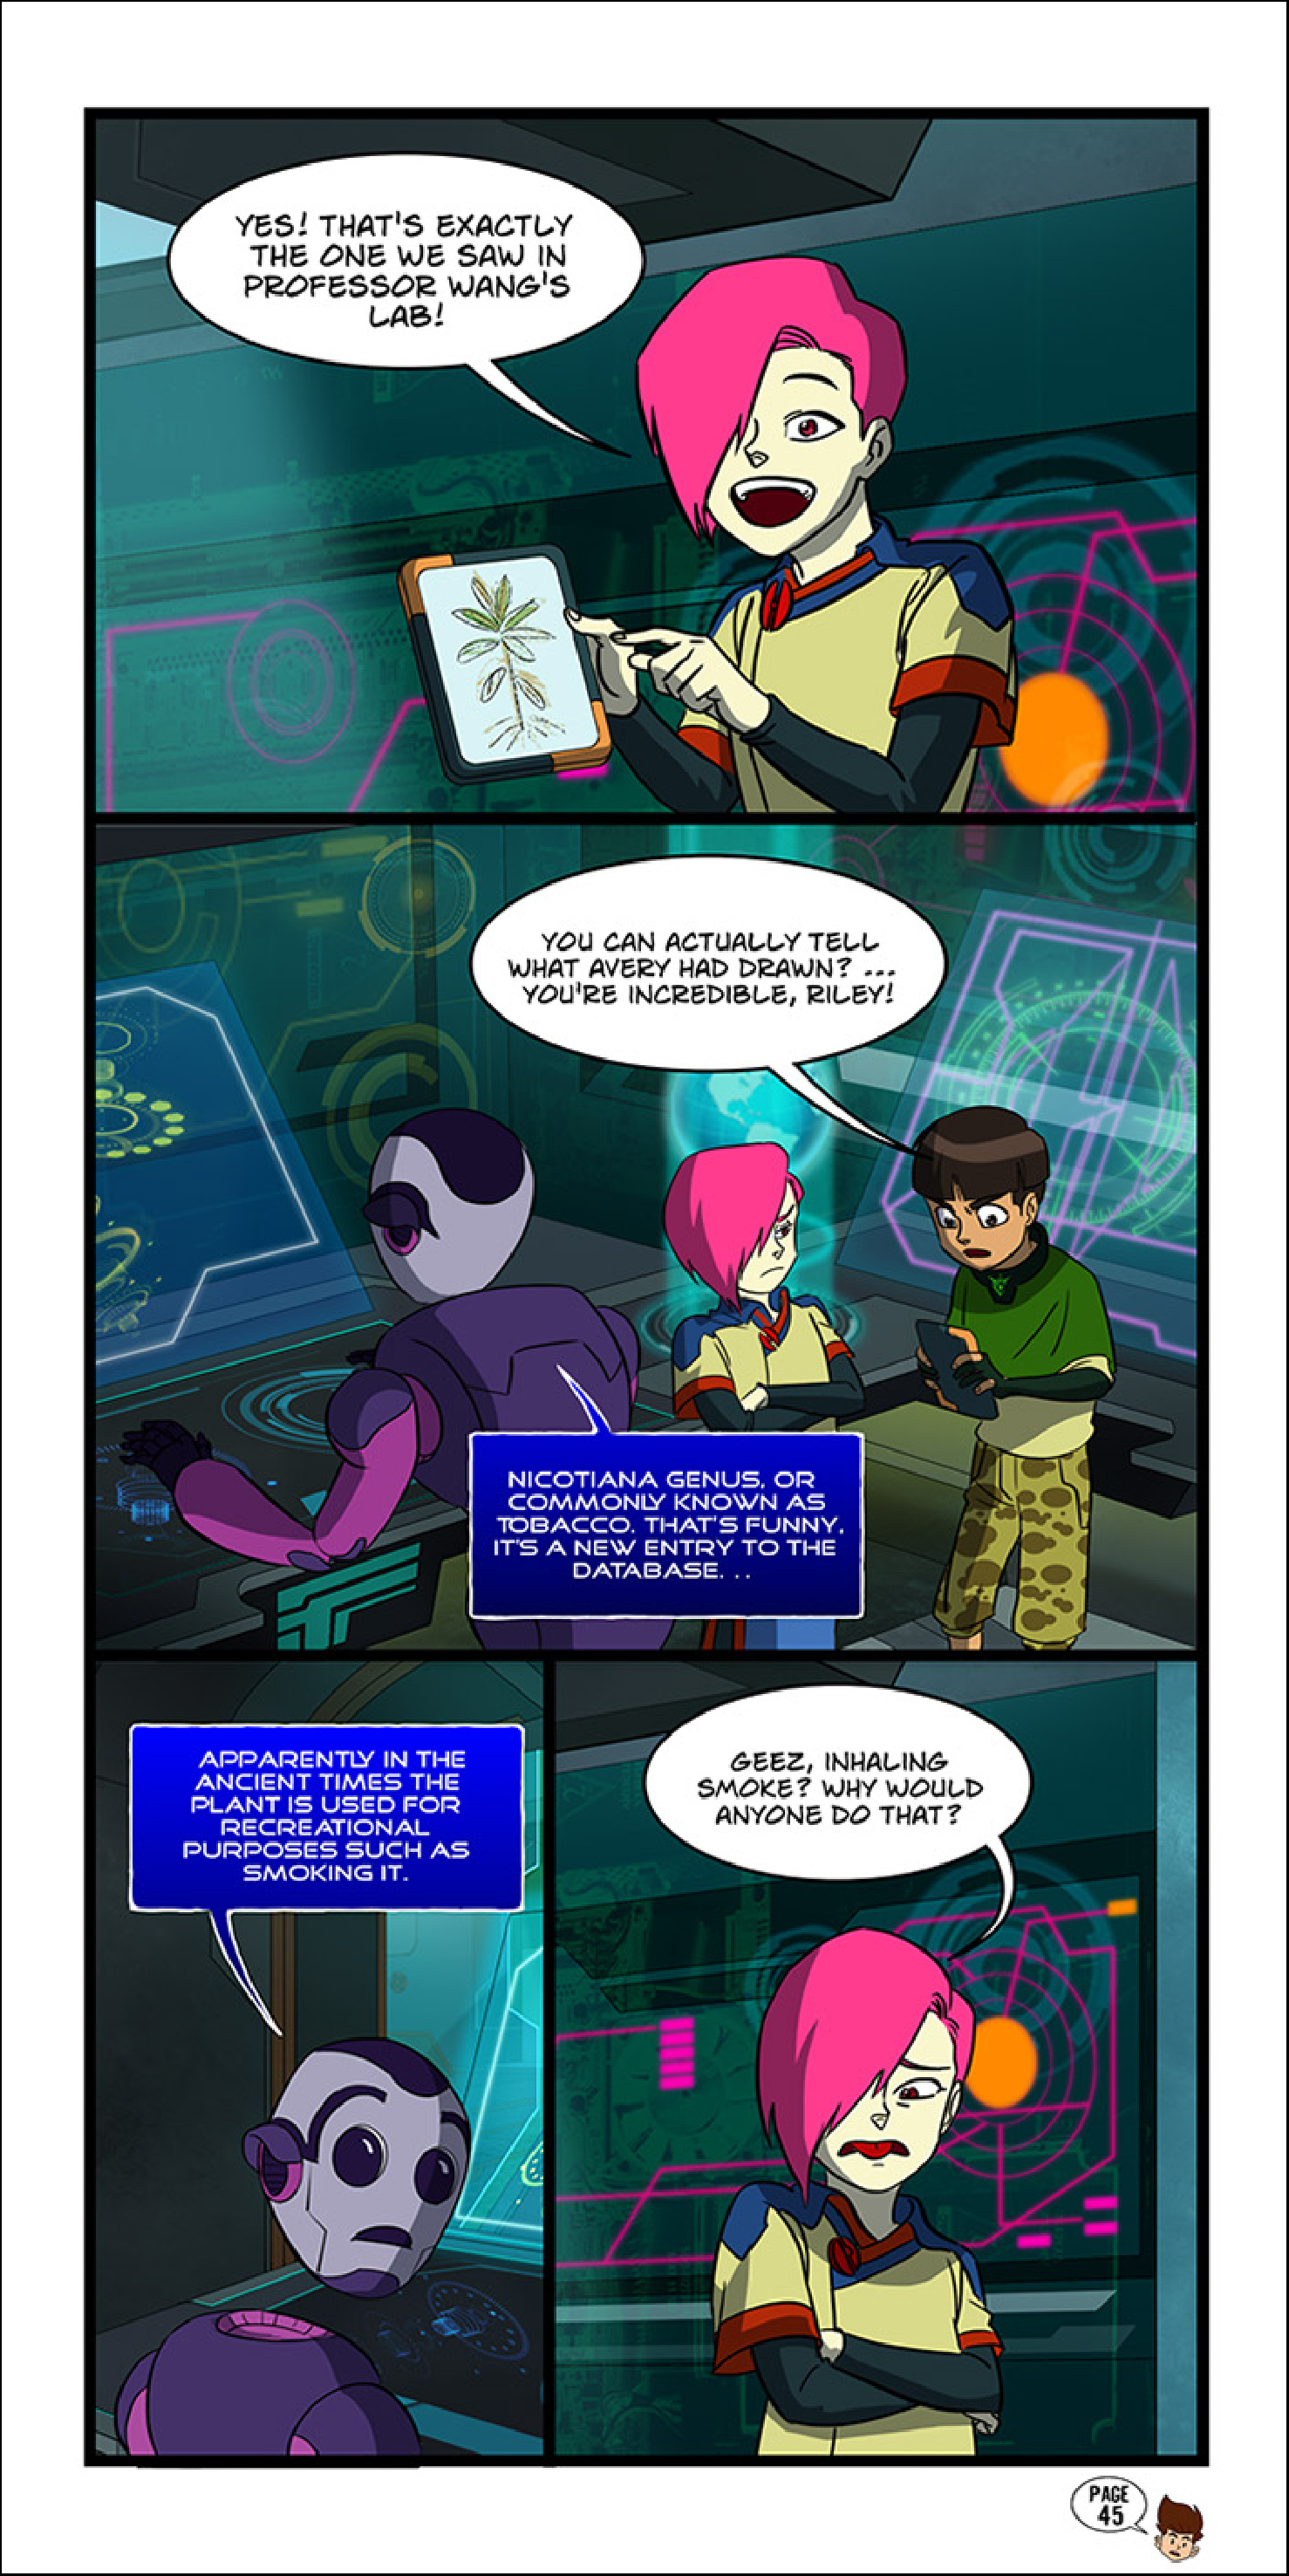 YES! THAT'S EXACTLY
THE ONE WE SAW IN
PROFESSOR WANG'S
LAB!
YOU CAN ACTUALLY TELL
WHAT AVERY HAD DRAWN? ...
YOU'RE INCREDIBLE, RILEY!
NICOTIANA GENUS, OR
COMMONLY KNOWN AS
TOBACCO. THAT'S FUNNY,
IT'S A NEW ENTRY TO THE
DATABASE. . .
APPARENTLY IN THE
ANCIENT TIMES THE
PLANT IS USED FOR
RECREATIONAL
PURPOSES SUCH AS
SMOKING IT.
GEEZ, INHALING
SMOKE? WHY WOULD
ANYONE DO THAT?
PAGE
45